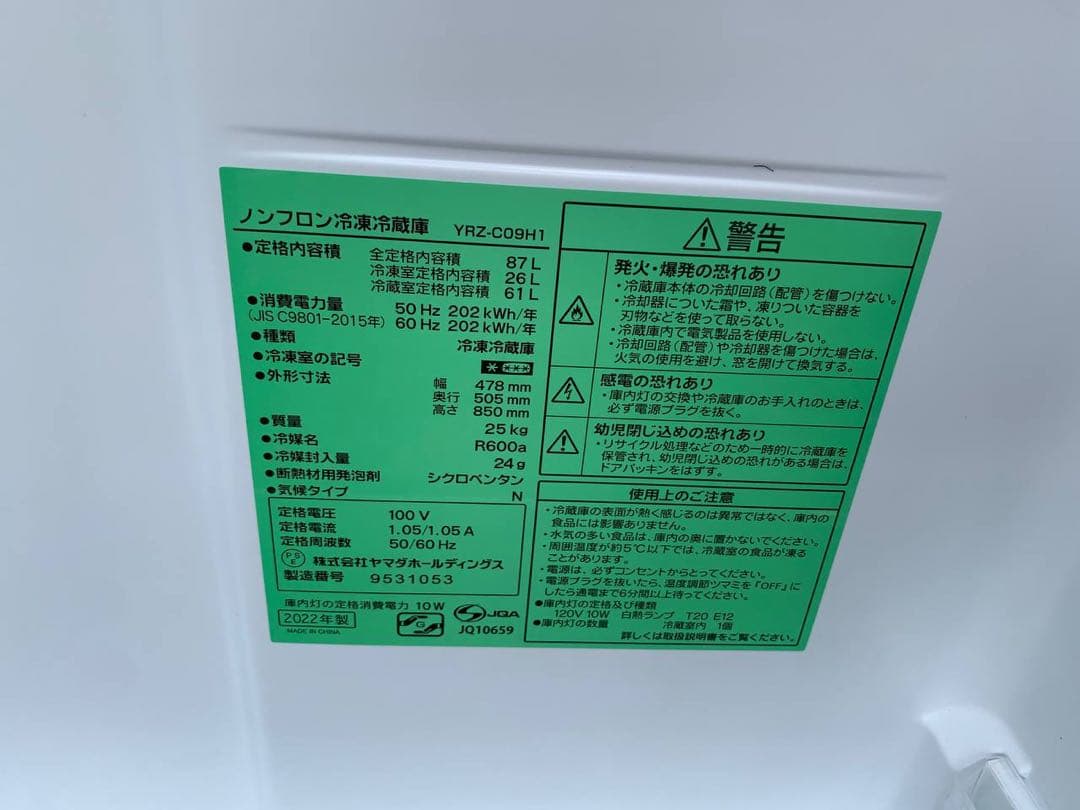 ノンフロン冷凍冷蔵庫 YRZ-C09H1
●定格内容積 全定格内容積 87 L
冷凍室定格内容積 26 L
冷蔵室定格内容積 61 L
●消費電力量 50 Hz 202 kWh/年
(JIS C9801-2015年) 60 Hz 202 kWh/年
●種類 冷凍冷蔵庫
●冷凍室の記号
●外形寸法 幅 478 mm
奥行 505 mm
高さ 850 mm
●質量 25 kg
●冷媒名 R600a
●冷媒封入量 24 g
●断熱材用発泡剤 シクロペンタン
●気候タイプ N
定格電圧 100 V
定格電流 1.05/1.05 A
定格周波数 50/60 Hz
PSE 株式会社ヤマダホールディングス
製造番号 9531053
庫内灯の定格消費電力 10W
2022年製
MADE IN CHINA
G
JQA
JQ10659
警告
発火・爆発の恐れあり
・冷蔵庫本体の冷却回路(配管)を傷つけない。
・冷却器についた霜や、凍りついた容器を
刃物などを使って取らない。
・冷蔵庫内で電気製品を使用しない。
・冷却回路(配管)や冷却器を傷つけた場合は、
火気の使用を避け、窓を開けて換気する。
感電の恐れあり
・庫内灯の交換や冷蔵庫のお手入れのときは、
必ず電源プラグを抜く。
幼児閉じ込めの恐れあり
・リサイクル処理などのため一時的に冷蔵庫を
保管され、幼児閉じ込めの恐れがある場合は、
ドアパッキンをはずす。
使用上のご注意
・冷蔵庫の表面が熱く感じるのは異常ではなく、庫内の
食品には影響ありません。
・水気の多い食品は、庫内の奥に置かないでください。
・周囲温度が約5℃以下では、冷蔵室の食品が凍る
ことがあります。
・電源は、必ずコンセントからとってください。
・電源プラグを抜いたら、温度調節ツマミを「OFF」に
したら通電まで6分間以上待ってください。
●庫内灯の定格及び種類
120V 10W 白熱ランプ T20 E12
●庫内灯の数量 冷蔵室内 1個
詳しくは取扱説明書をご覧ください。